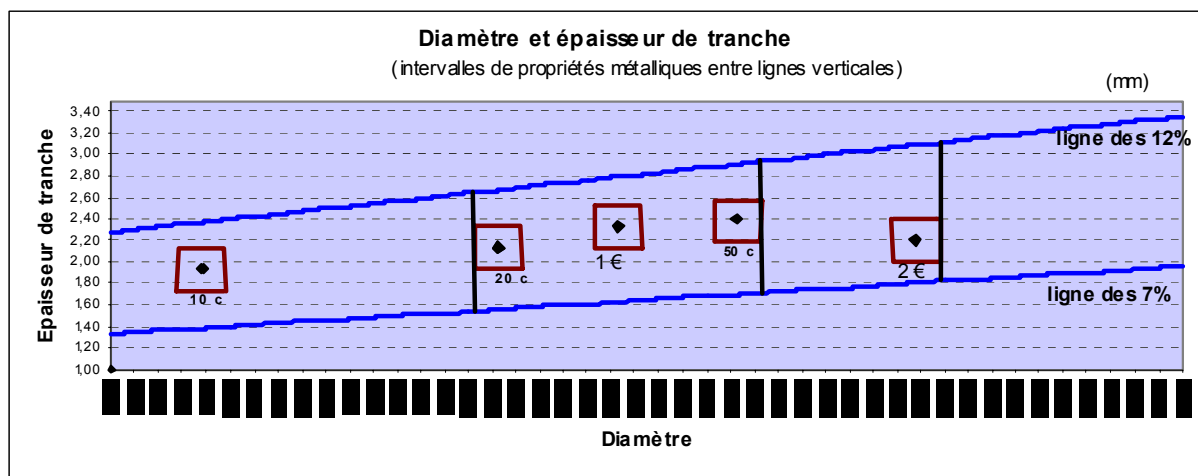 Diamètre et épaisseur de tranche
(intervalles de propriétés métalliques entre lignes verticales)
(mm)
3,40
3,20
3,00
2,80
2,60
2,40
2,20
2,00
1,80
1,60
1,40
1,20
1,00
Epaisseur de tranche
ligne des 12%
10 c
20 c
1 €
50 c
2 €
ligne des 7%
Diamètre